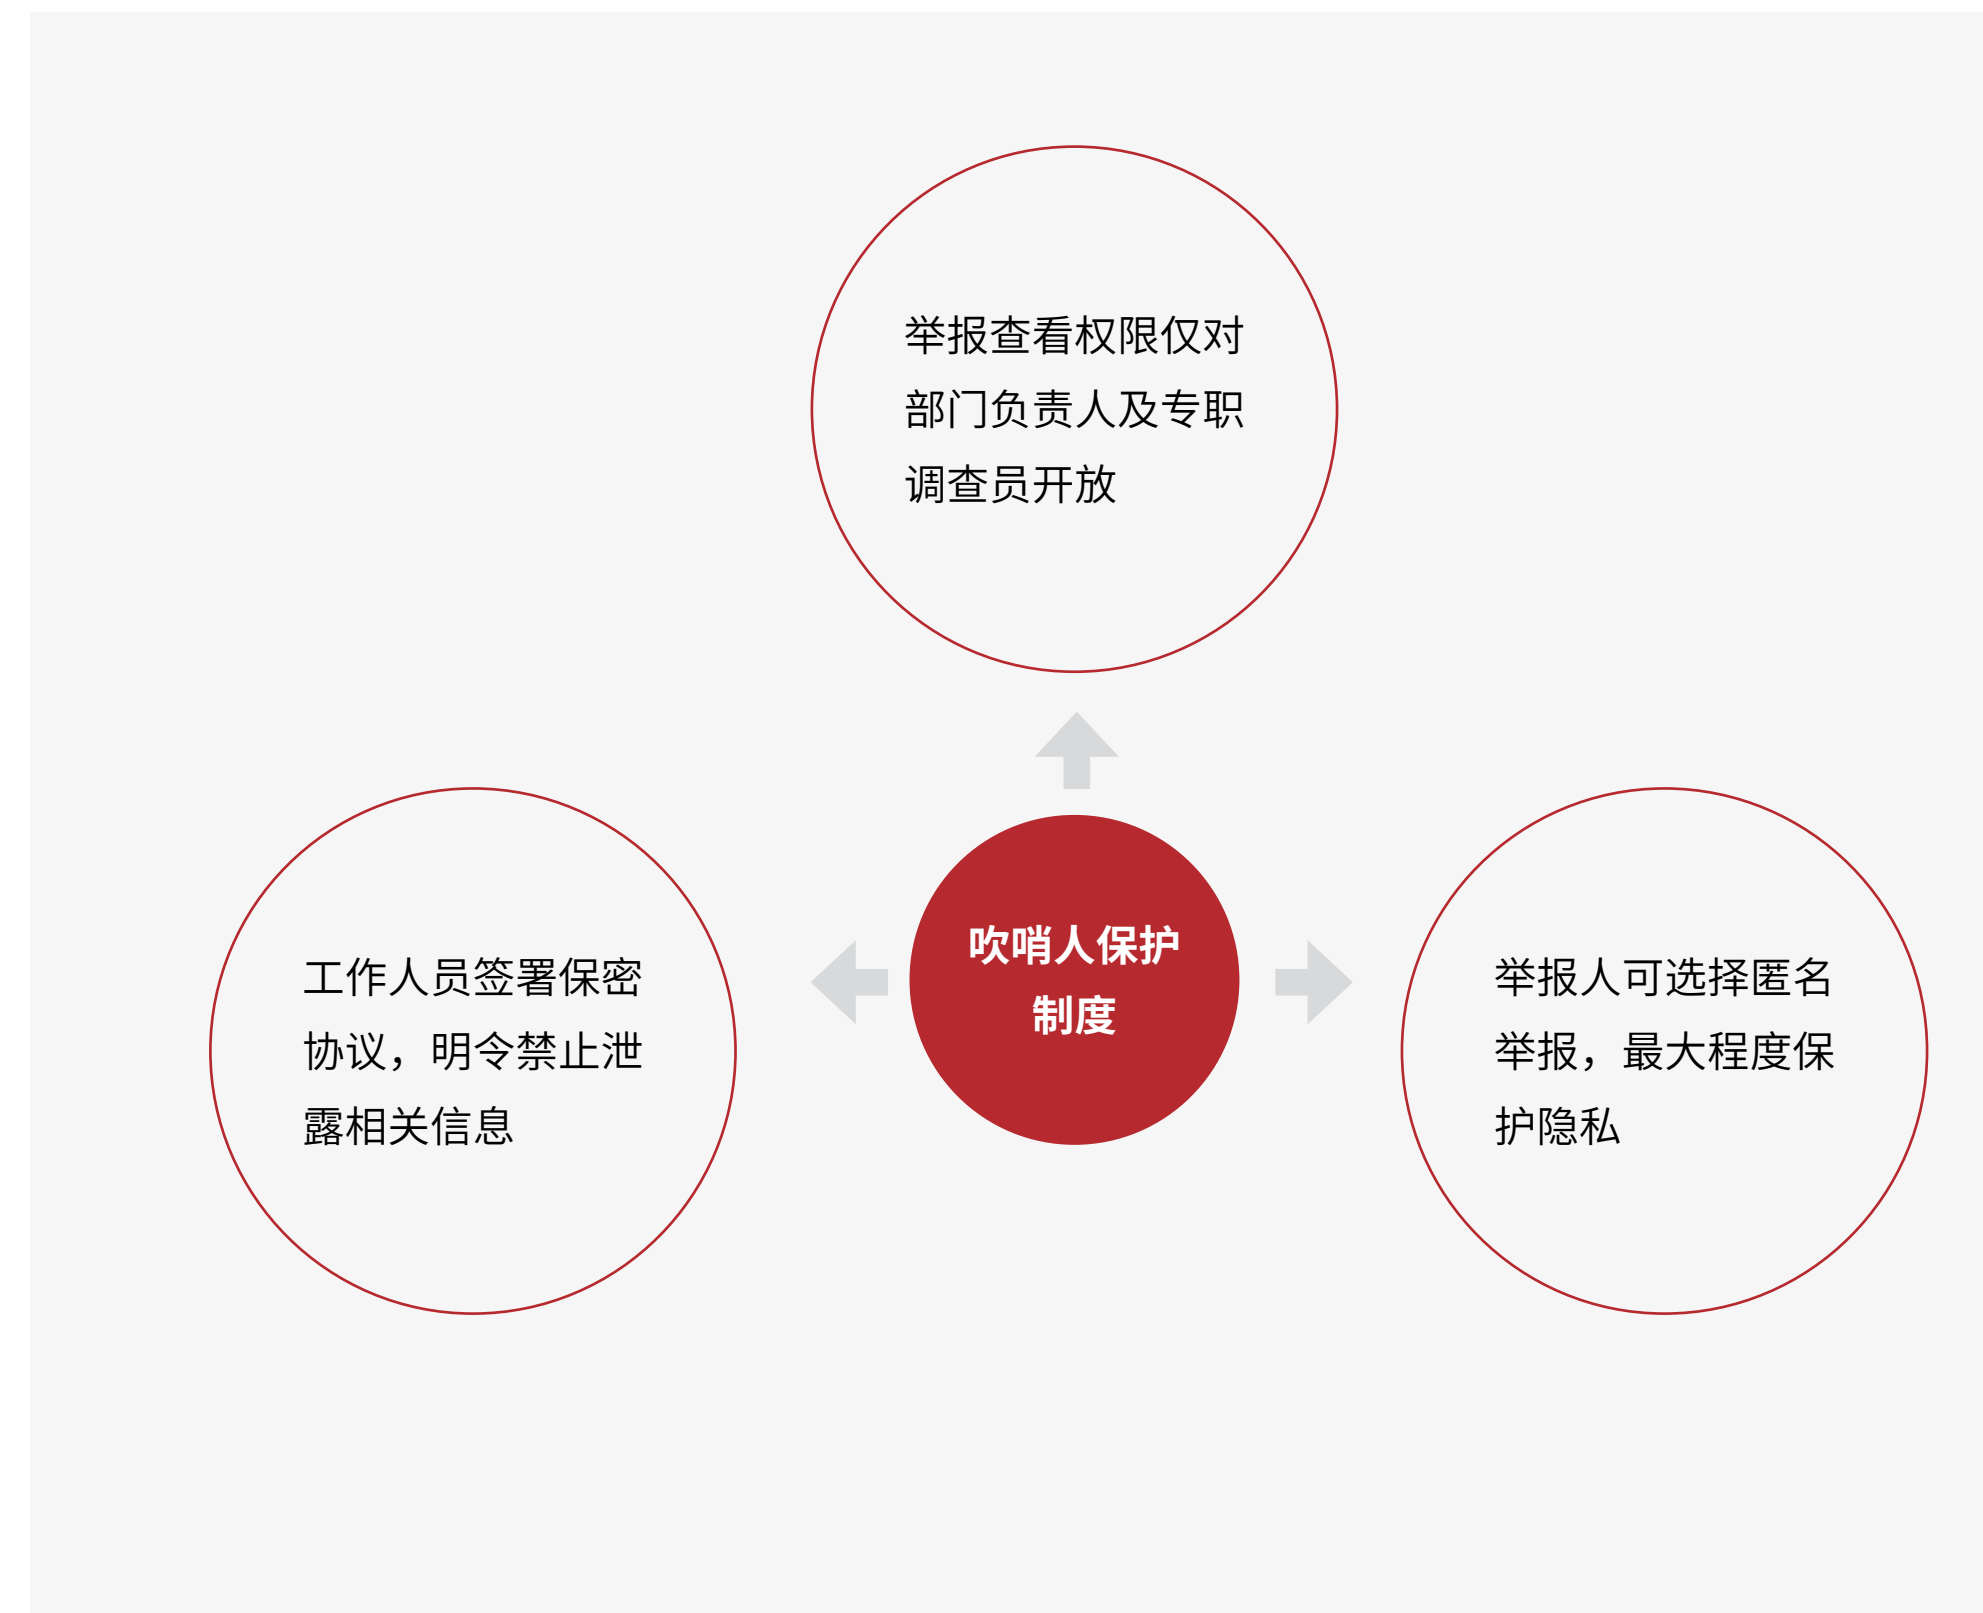 举报查看权限仅对
部门负责人及专职
调查员开放
吹哨人保护
制度
工作人员签署保密
协议，明令禁止泄
露相关信息
举报人可选择匿名
举报，最大程度保
护隐私